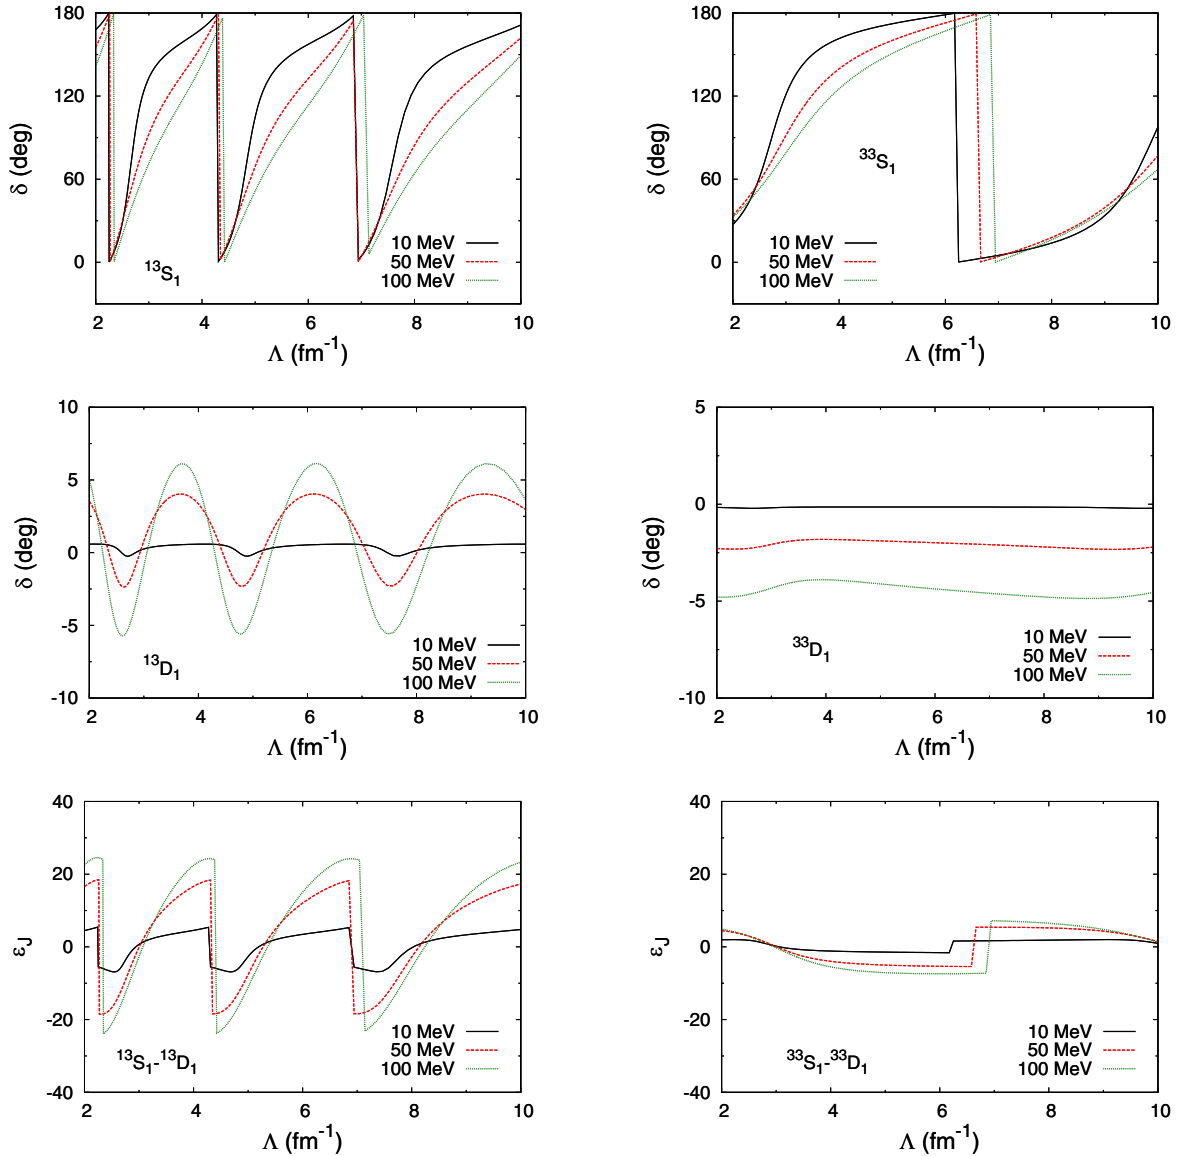 180
120
60
0
δ (deg)
2 4 6 8 10
Λ (fm⁻¹)
¹³S₁
10 MeV
50 MeV
100 MeV
180
120
60
0
δ (deg)
2 4 6 8 10
Λ (fm⁻¹)
³³S₁
10 MeV
50 MeV
100 MeV
10
5
0
-5
-10
δ (deg)
2 4 6 8 10
Λ (fm⁻¹)
¹³D₁
10 MeV
50 MeV
100 MeV
5
0
-5
-10
δ (deg)
2 4 6 8 10
Λ (fm⁻¹)
³³D₁
10 MeV
50 MeV
100 MeV
40
20
0
-20
-40
ε_J
2 4 6 8 10
Λ (fm⁻¹)
¹³S₁-¹³D₁
10 MeV
50 MeV
100 MeV
40
20
0
-20
-40
ε_J
2 4 6 8 10
Λ (fm⁻¹)
³³S₁-³³D₁
10 MeV
50 MeV
100 MeV